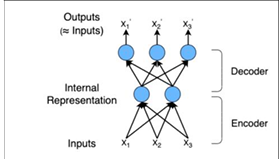 Outputs
(≈ Inputs)
x₁' x₂' x₃'
Internal
Representation
Decoder
Encoder
Inputs
x₁ x₂ x₃